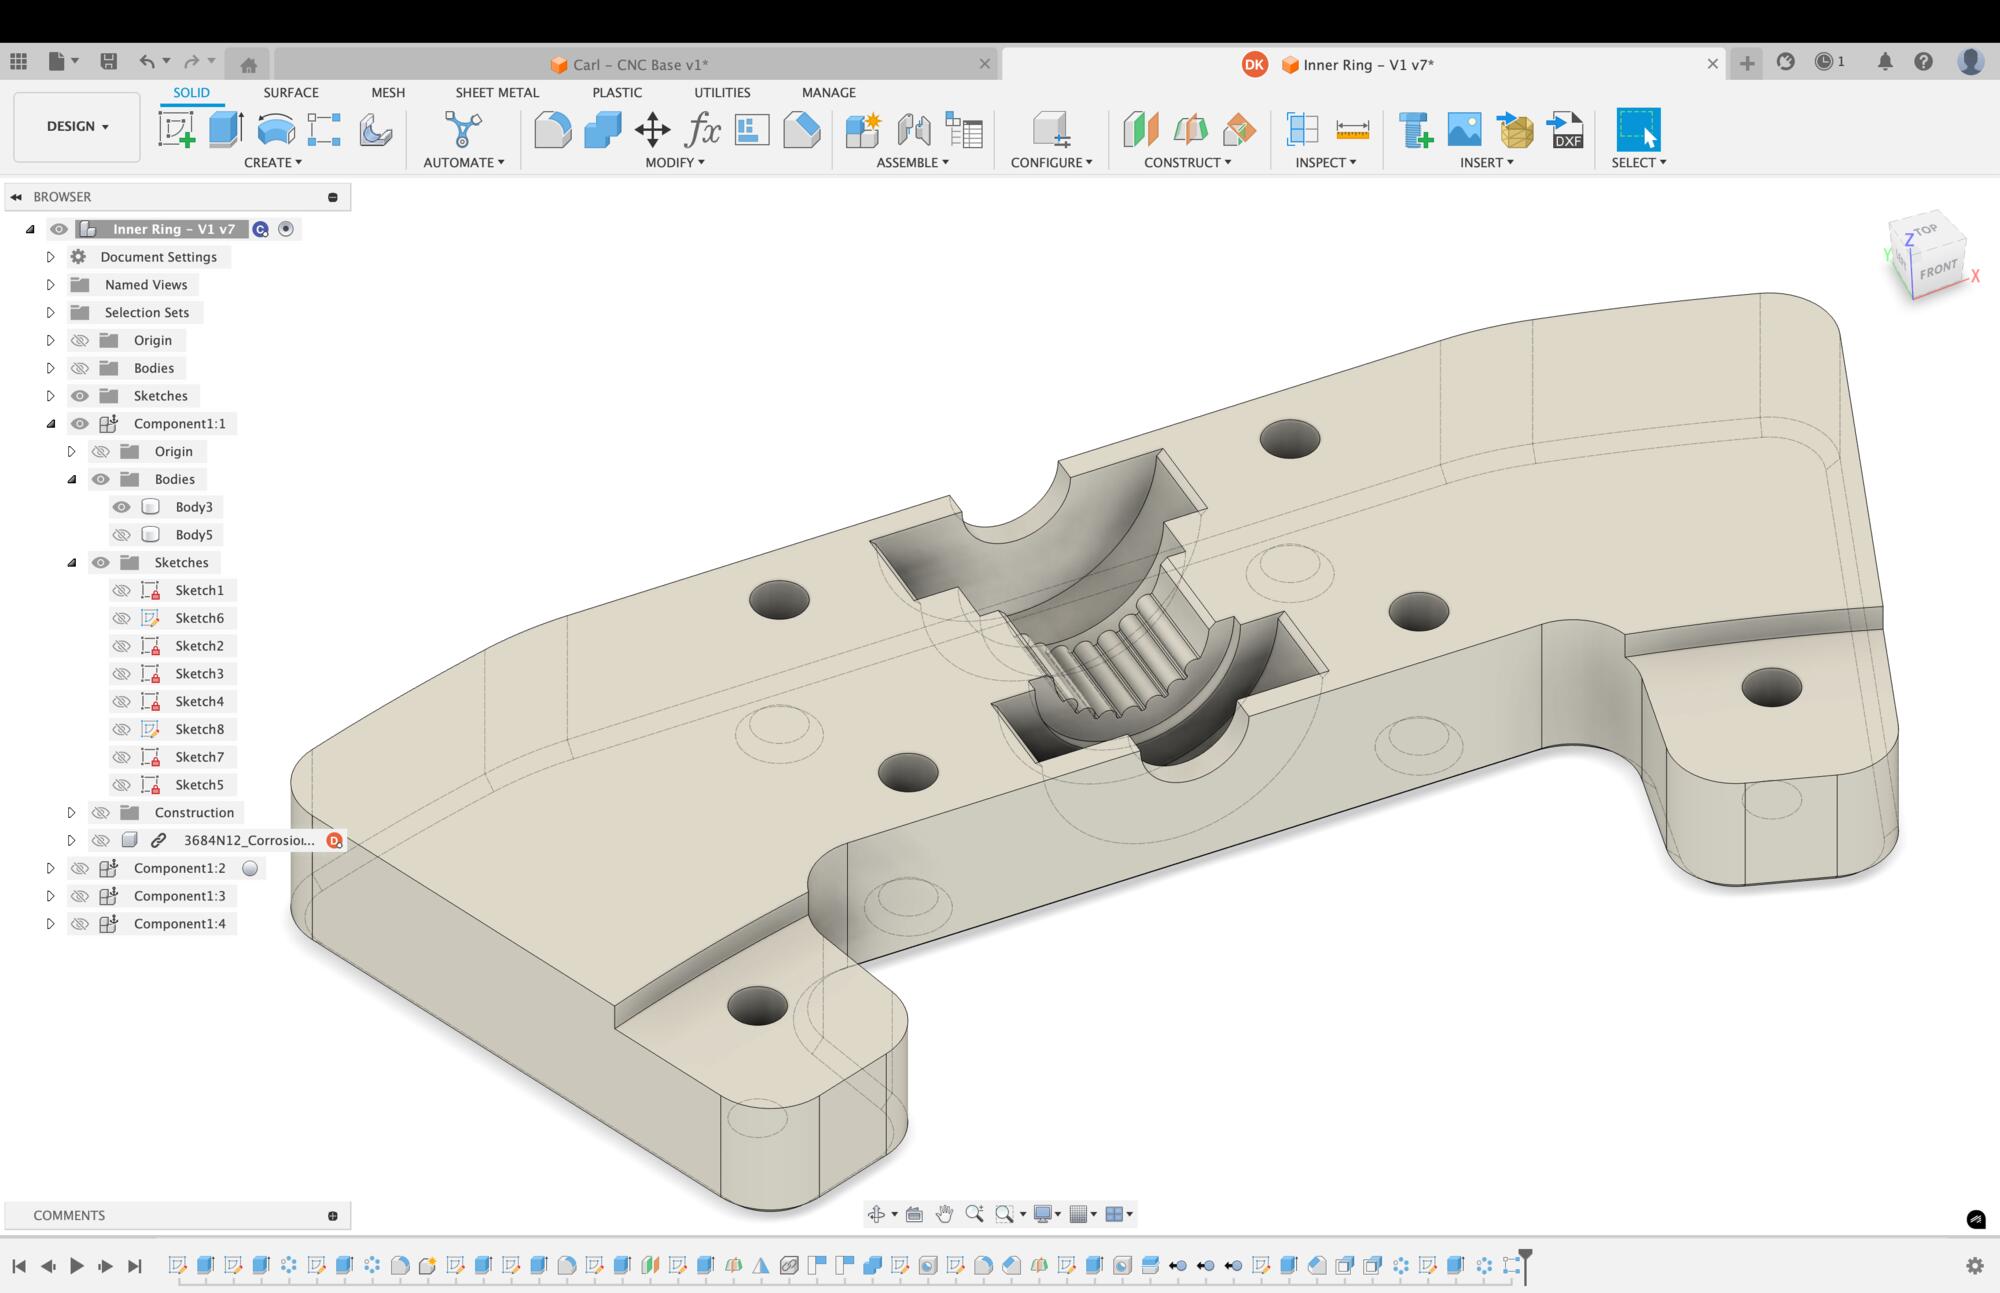 Carl – CNC Base v1*
DK
Inner Ring – V1 v7*
1
DESIGN
SOLID
SURFACE
MESH
SHEET METAL
PLASTIC
UTILITIES
MANAGE
fx
DXF
CREATE
AUTOMATE
MODIFY
ASSEMBLE
CONFIGURE
CONSTRUCT
INSPECT
INSERT
SELECT
BROWSER
Inner Ring – V1 v7
C
Document Settings
Named Views
Selection Sets
Origin
Bodies
Sketches
Component1:1
Origin
Bodies
Body3
Body5
Sketches
Sketch1
Sketch6
Sketch2
Sketch3
Sketch4
Sketch8
Sketch7
Sketch5
Construction
3684N12_Corrosion...
D
Component1:2
Component1:3
Component1:4
TOP
Z
Y
FRONT
X
COMMENTS